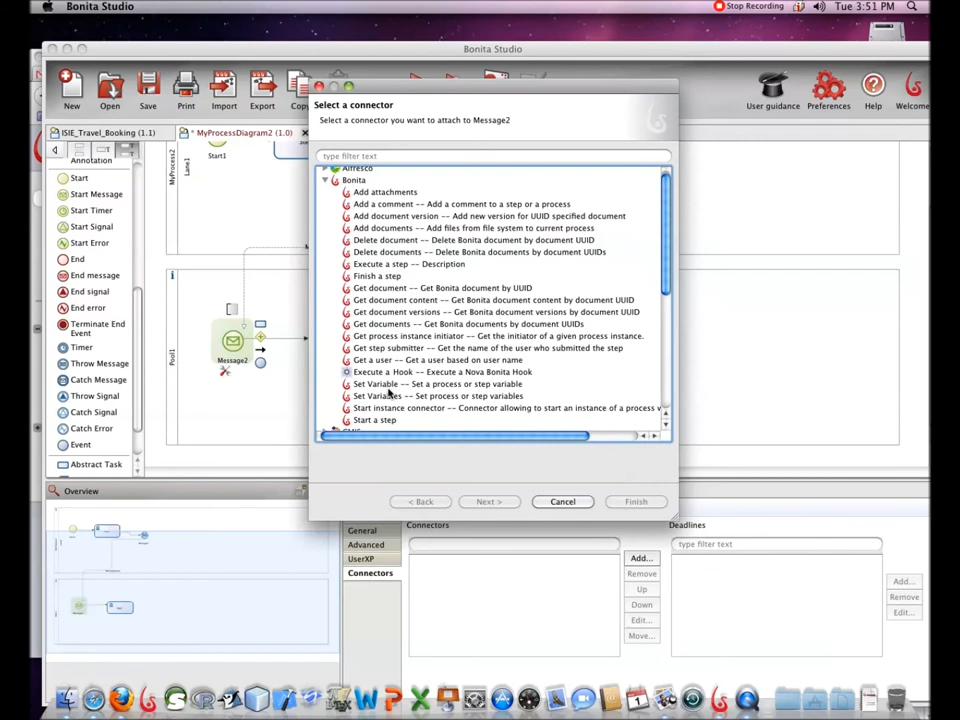 Bonita Studio
Stop Recording
Tue 3:51 PM
Bonita Studio
New
Open
Save
Print
Import
Export
User guidance
Preferences
Help
ISIE_Travel_Booking (1.1)
* MyProcessDiagram2 (1.0)
Annotation
Start
Start Message
Start Timer
Start Signal
Start Error
End
End message
End signal
End error
Terminate End
Event
Timer
Throw Message
Catch Message
Throw Signal
Catch Signal
Catch Error
Event
Abstract Task
MyProcess2
Lane1
Start1
Pool1
Message2
Select a connector
Select a connector you want to attach to Message2
type filter text
Alfresco
Bonita
Add attachments
Add a comment -- Add a comment to a step or a process
Add document version -- Add new version for UUID specified document
Add documents -- Add files from file system to current process
Delete document -- Delete Bonita document by document UUID
Delete documents -- Delete Bonita documents by document UUIDs
Execute a step -- Description
Finish a step
Get document -- Get Bonita document by UUID
Get document content -- Get Bonita document content by document UUID
Get document versions -- Get Bonita document versions by document UUID
Get documents -- Get Bonita documents by document UUIDs
Get process instance initiator -- Get the initiator of a given process instance.
Get step submitter -- Get the name of the user who submitted the step
Get a user -- Get a user based on user name
Execute a Hook -- Execute a Nova Bonita Hook
Set Variable -- Set a process or step variable
Set Variables -- Set process or step variables
Start instance connector -- Connector allowing to start an instance of a process
Start a step
< Back
Next >
Cancel
Finish
Overview
General
Advanced
UserXP
Connectors
Connectors
Add...
Remove
Up
Down
Edit...
Move...
Deadlines
type filter text
Add...
Remove
Edit...